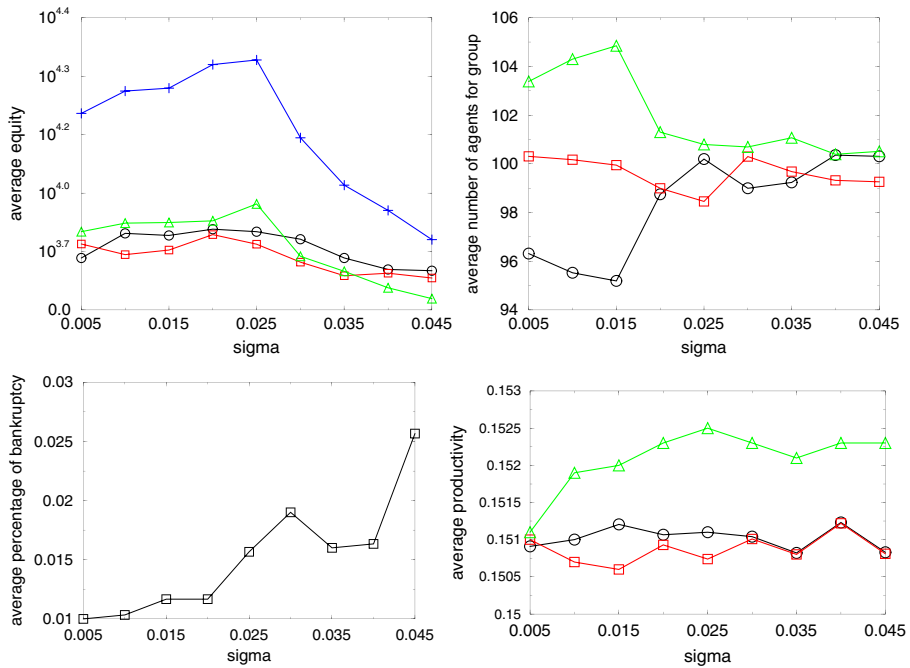 10^4.4
10^4.3
10^4.2
10^4.0
10^3.7
0.0
average equity
0.005 0.015 0.025 0.035 0.045
sigma
106
104
102
100
98
96
94
average number of agents for group
0.005 0.015 0.025 0.035 0.045
sigma
0.03
0.025
0.02
0.015
0.01
average percentage of bankruptcy
0.005 0.015 0.025 0.035 0.045
sigma
0.153
0.1525
0.152
0.1515
0.151
0.1505
0.15
average productivity
0.005 0.015 0.025 0.035 0.045
sigma